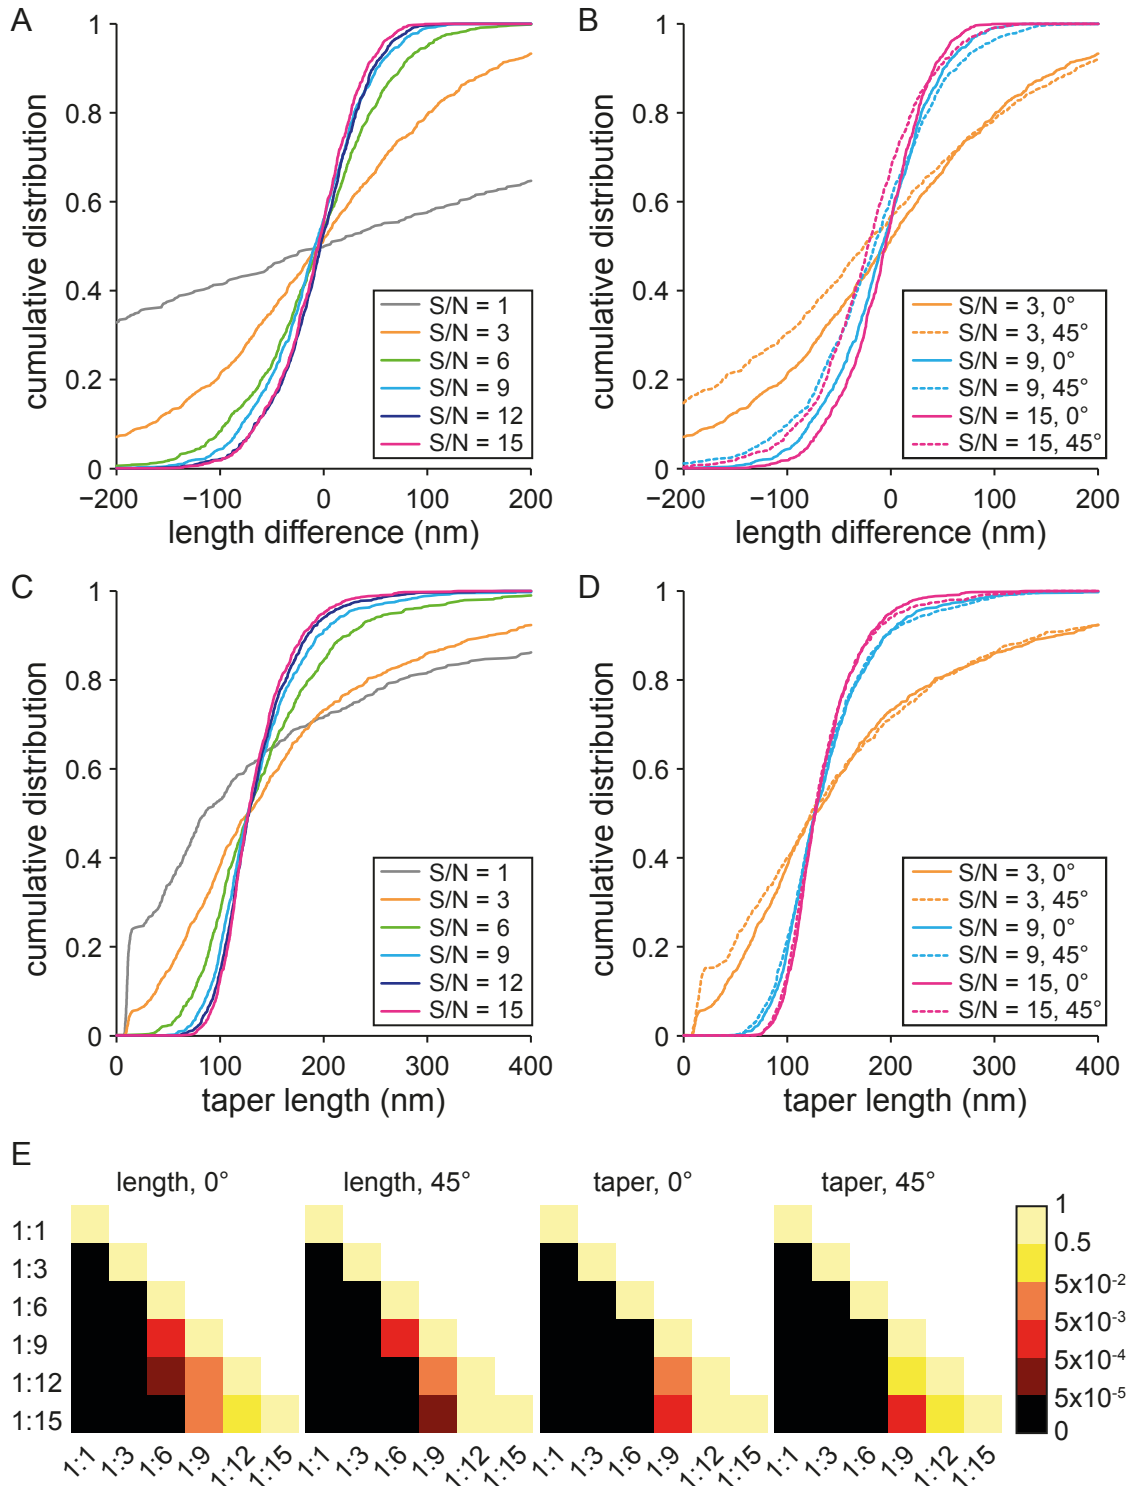 A
B
1
0.8
0.6
0.4
0.2
0
cumulative distribution
−200
−100
0
100
200
length difference (nm)
S/N = 1
S/N = 3
S/N = 6
S/N = 9
S/N = 12
S/N = 15
1
0.8
0.6
0.4
0.2
0
cumulative distribution
−200
−100
0
100
200
length difference (nm)
S/N = 3, 0°
S/N = 3, 45°
S/N = 9, 0°
S/N = 9, 45°
S/N = 15, 0°
S/N = 15, 45°
C
D
1
0.8
0.6
0.4
0.2
0
cumulative distribution
0
100
200
300
400
taper length (nm)
S/N = 1
S/N = 3
S/N = 6
S/N = 9
S/N = 12
S/N = 15
1
0.8
0.6
0.4
0.2
0
cumulative distribution
0
100
200
300
400
taper length (nm)
S/N = 3, 0°
S/N = 3, 45°
S/N = 9, 0°
S/N = 9, 45°
S/N = 15, 0°
S/N = 15, 45°
E
length, 0°
length, 45°
taper, 0°
taper, 45°
1:1
1:3
1:6
1:9
1:12
1:15
1:1 1:3 1:6 1:9 1:12 1:15
1:1 1:3 1:6 1:9 1:12 1:15
1:1 1:3 1:6 1:9 1:12 1:15
1:1 1:3 1:6 1:9 1:12 1:15
1
0.5
5x10⁻²
5x10⁻³
5x10⁻⁴
5x10⁻⁵
0